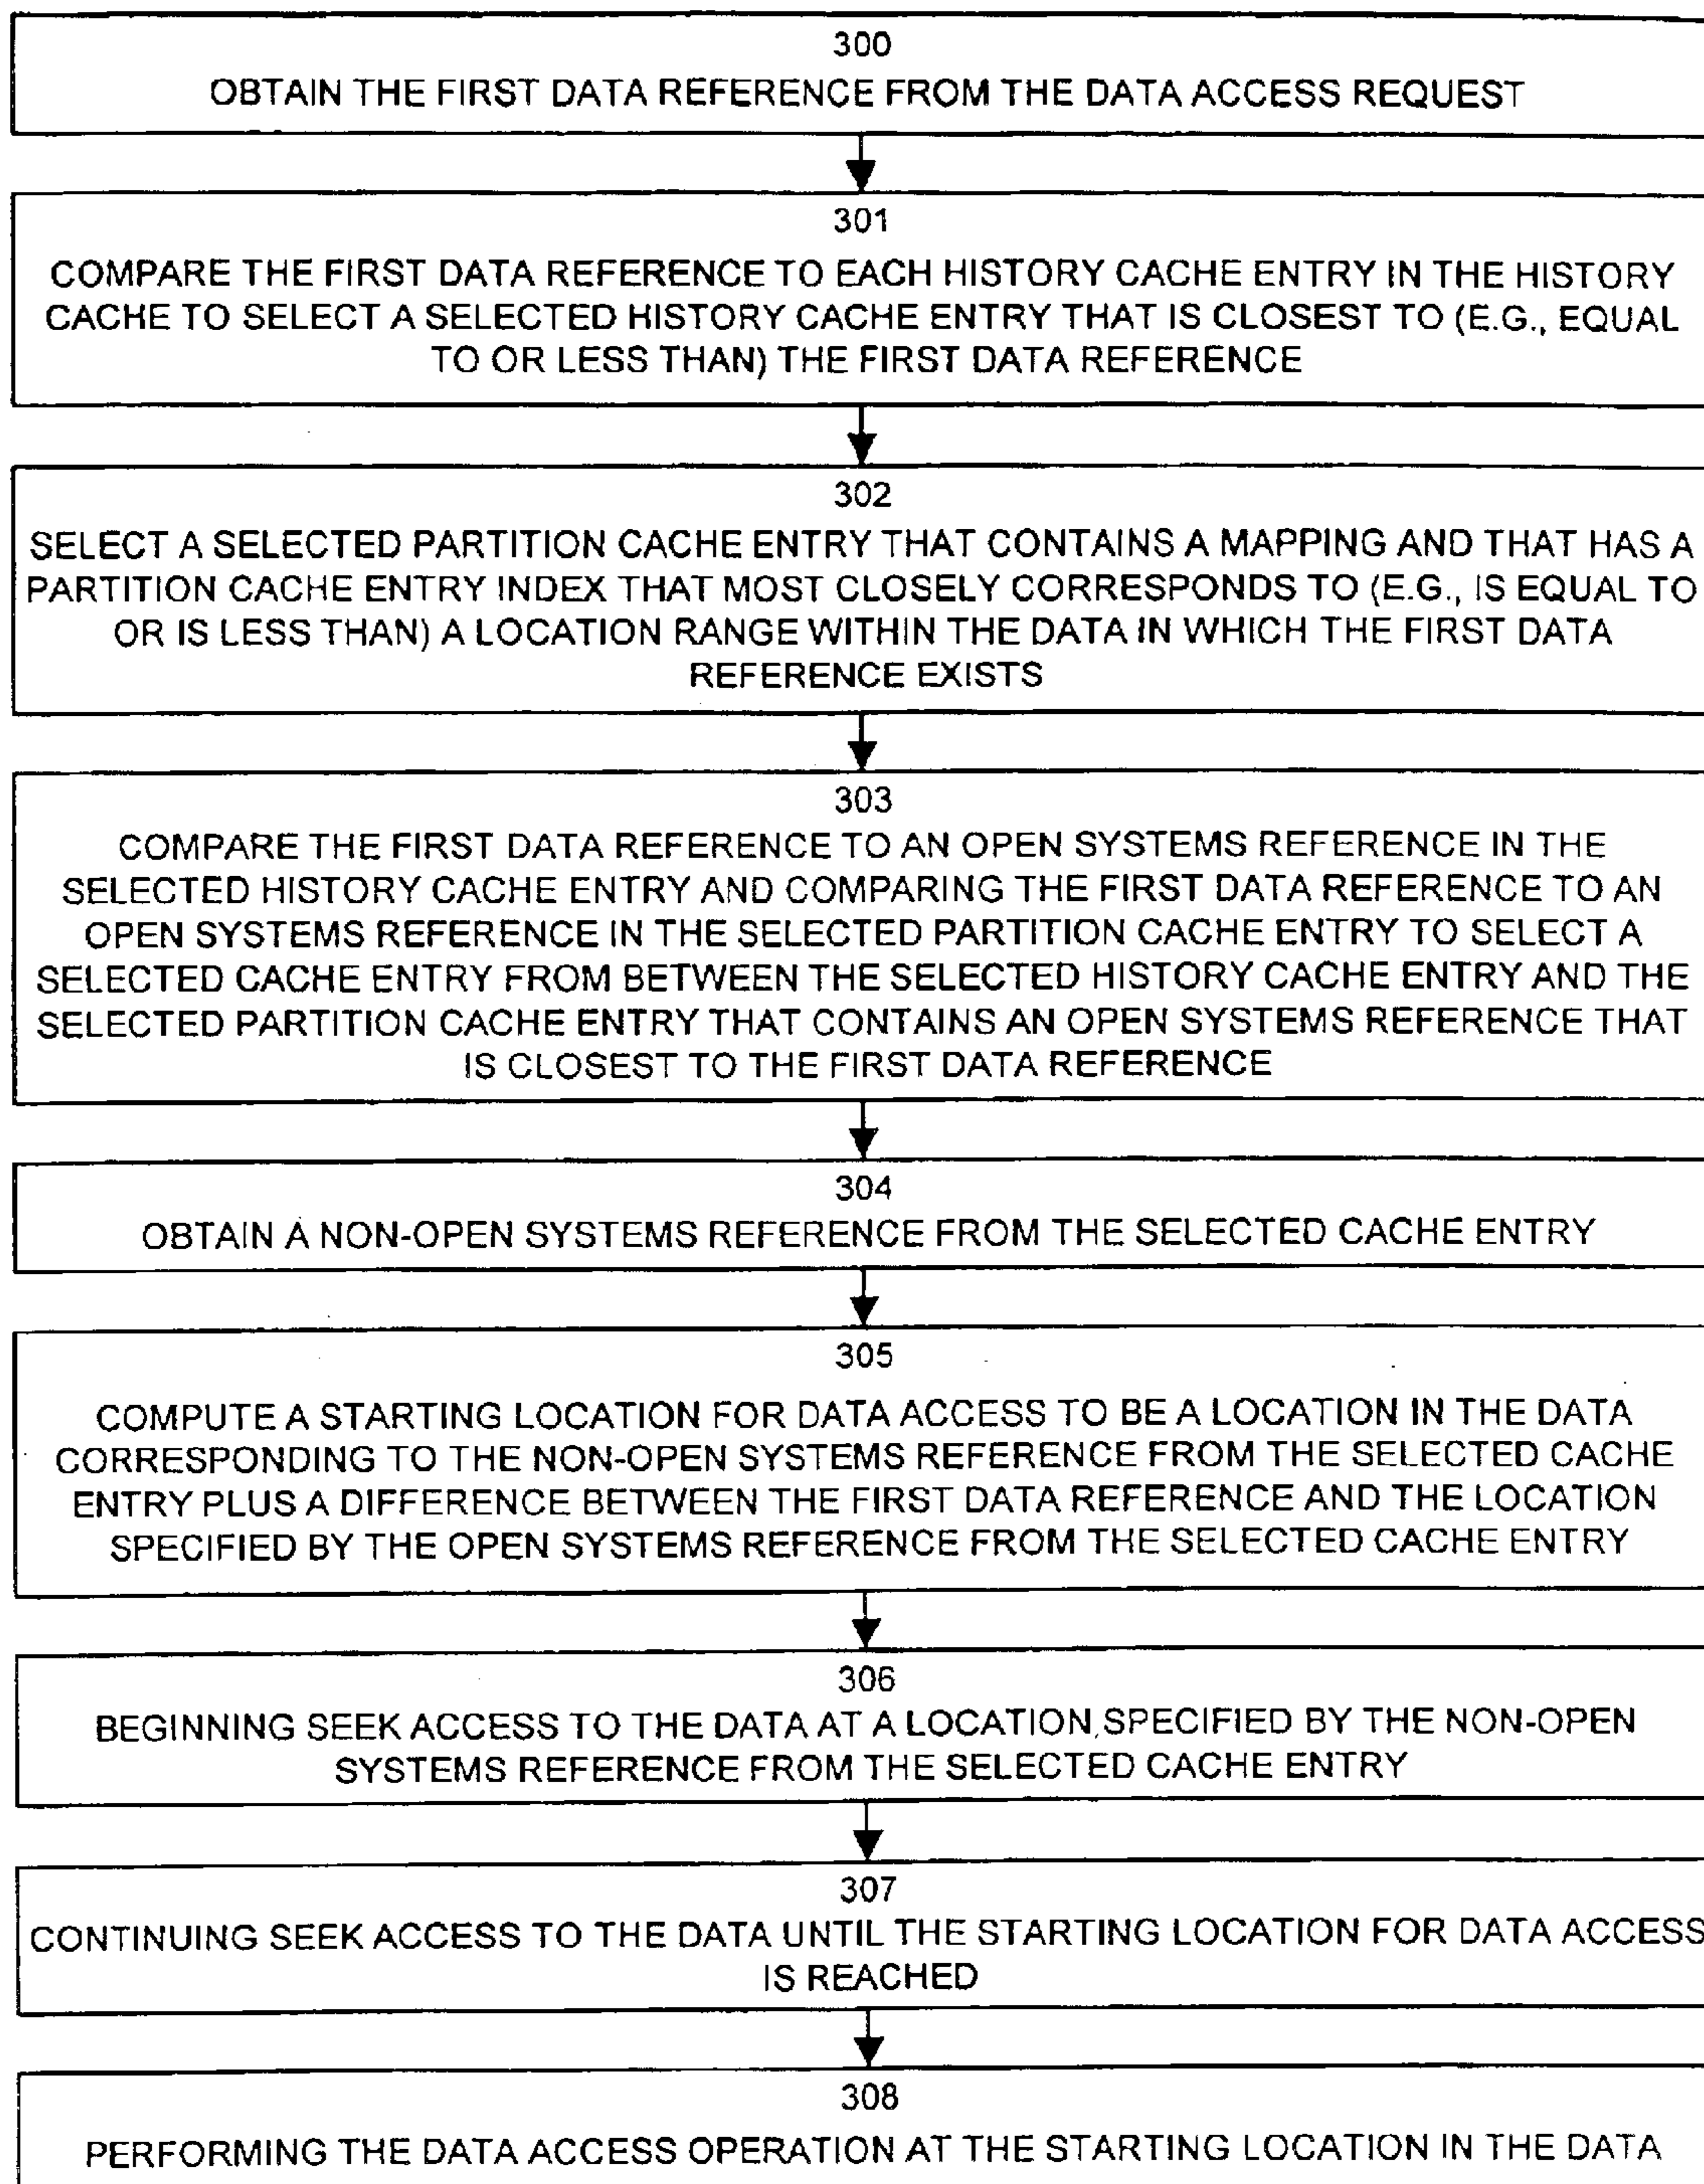 300
OBTAIN THE FIRST DATA REFERENCE FROM THE DATA ACCESS REQUEST
301
COMPARE THE FIRST DATA REFERENCE TO EACH HISTORY CACHE ENTRY IN THE HISTORY
CACHE TO SELECT A SELECTED HISTORY CACHE ENTRY THAT IS CLOSEST TO (E.G., EQUAL
TO OR LESS THAN) THE FIRST DATA REFERENCE
302
SELECT A SELECTED PARTITION CACHE ENTRY THAT CONTAINS A MAPPING AND THAT HAS A
PARTITION CACHE ENTRY INDEX THAT MOST CLOSELY CORRESPONDS TO (E.G., IS EQUAL TO
OR IS LESS THAN) A LOCATION RANGE WITHIN THE DATA IN WHICH THE FIRST DATA
REFERENCE EXISTS
303
COMPARE THE FIRST DATA REFERENCE TO AN OPEN SYSTEMS REFERENCE IN THE
SELECTED HISTORY CACHE ENTRY AND COMPARING THE FIRST DATA REFERENCE TO AN
OPEN SYSTEMS REFERENCE IN THE SELECTED PARTITION CACHE ENTRY TO SELECT A
SELECTED CACHE ENTRY FROM BETWEEN THE SELECTED HISTORY CACHE ENTRY AND THE
SELECTED PARTITION CACHE ENTRY THAT CONTAINS AN OPEN SYSTEMS REFERENCE THAT
IS CLOSEST TO THE FIRST DATA REFERENCE
304
OBTAIN A NON-OPEN SYSTEMS REFERENCE FROM THE SELECTED CACHE ENTRY
305
COMPUTE A STARTING LOCATION FOR DATA ACCESS TO BE A LOCATION IN THE DATA
CORRESPONDING TO THE NON-OPEN SYSTEMS REFERENCE FROM THE SELECTED CACHE
ENTRY PLUS A DIFFERENCE BETWEEN THE FIRST DATA REFERENCE AND THE LOCATION
SPECIFIED BY THE OPEN SYSTEMS REFERENCE FROM THE SELECTED CACHE ENTRY
306
BEGINNING SEEK ACCESS TO THE DATA AT A LOCATION SPECIFIED BY THE NON-OPEN
SYSTEMS REFERENCE FROM THE SELECTED CACHE ENTRY
307
CONTINUING SEEK ACCESS TO THE DATA UNTIL THE STARTING LOCATION FOR DATA ACCESS
IS REACHED
308
PERFORMING THE DATA ACCESS OPERATION AT THE STARTING LOCATION IN THE DATA